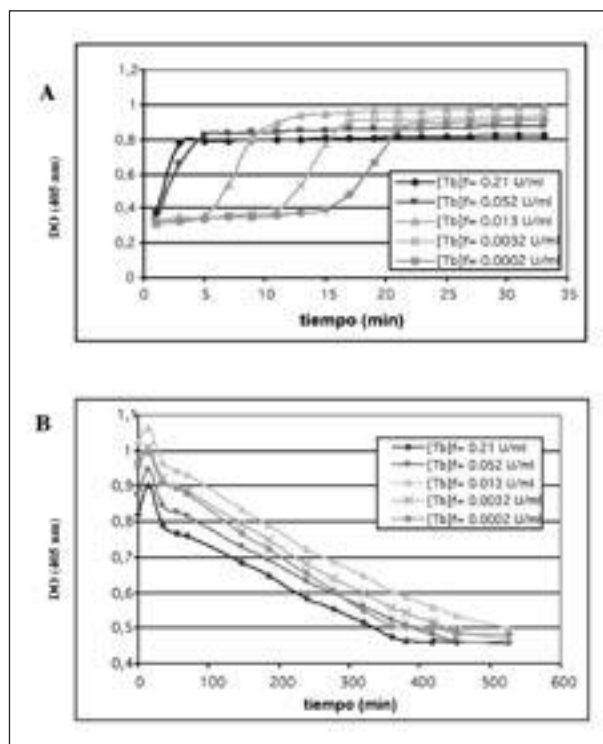 A
DO (405 nm)
1,2
1
0,8
0,6
0,4
0,2
0
[Tb]f= 0.21 U/ml
[Tb]f= 0.052 U/ml
[Tb]f= 0.013 U/ml
[Tb]f= 0.0032 U/ml
[Tb]f= 0.0002 U/ml
0 5 10 15 20 25 30 35
tiempo (min)
B
DO (405 nm)
1,1
1
0,9
0,8
0,7
0,6
0,5
0,4
[Tb]f= 0.21 U/ml
[Tb]f= 0.052 U/ml
[Tb]f= 0.013 U/ml
[Tb]f= 0.0032 U/ml
[Tb]f= 0.0002 U/ml
0 100 200 300 400 500 600
tiempo (min)